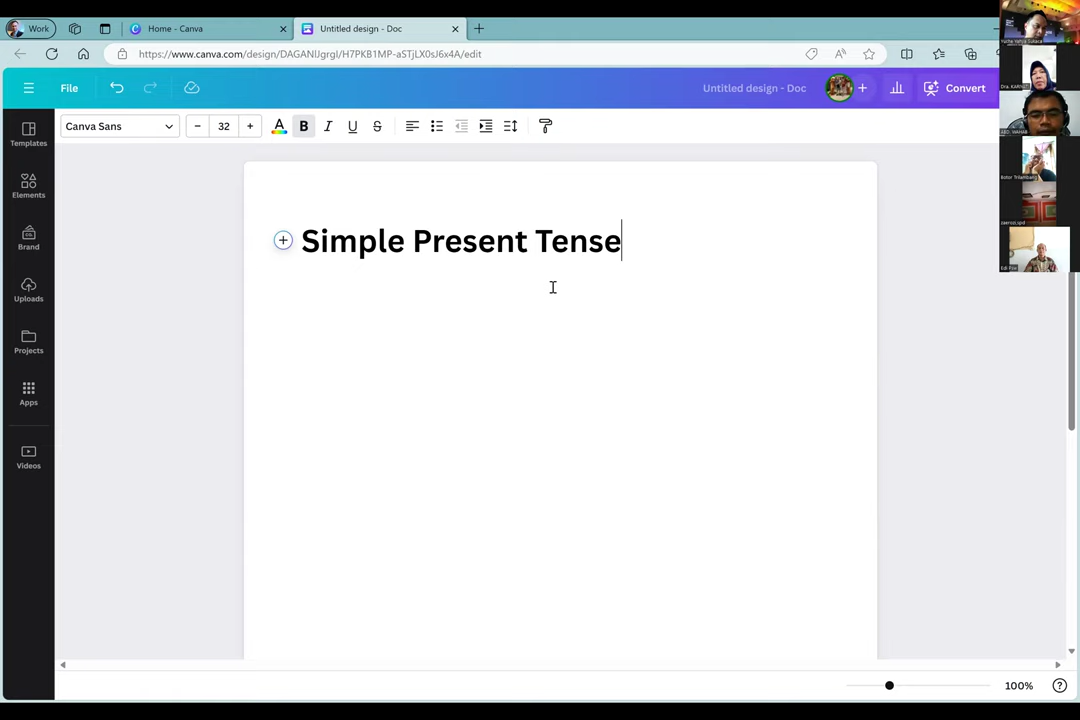 Work
Home - Canva
Untitled design - Doc
https://www.canva.com/design/DAGANIJgrgI/H7PKB1MP-aSTjLX0sJ6x4A/edit
File
Untitled design - Doc
Convert
Canva Sans
32
Templates
Elements
Brand
Uploads
Projects
Apps
Videos
Simple Present Tense
100%